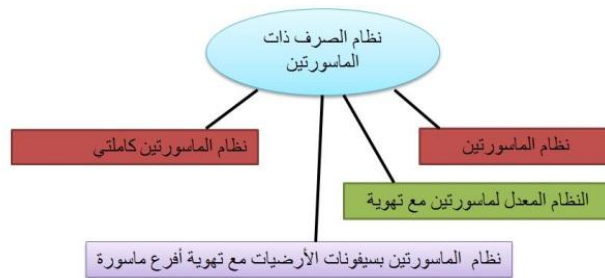 نظام الصرف ذات
الماسورتين
نظام الماسورتين
نظام الماسورتين كاملتي
النظام المعدل لماسورتين مع تهوية
نظام الماسورتين بسيفونات الأرضيات مع تهوية أفرع ماسورة